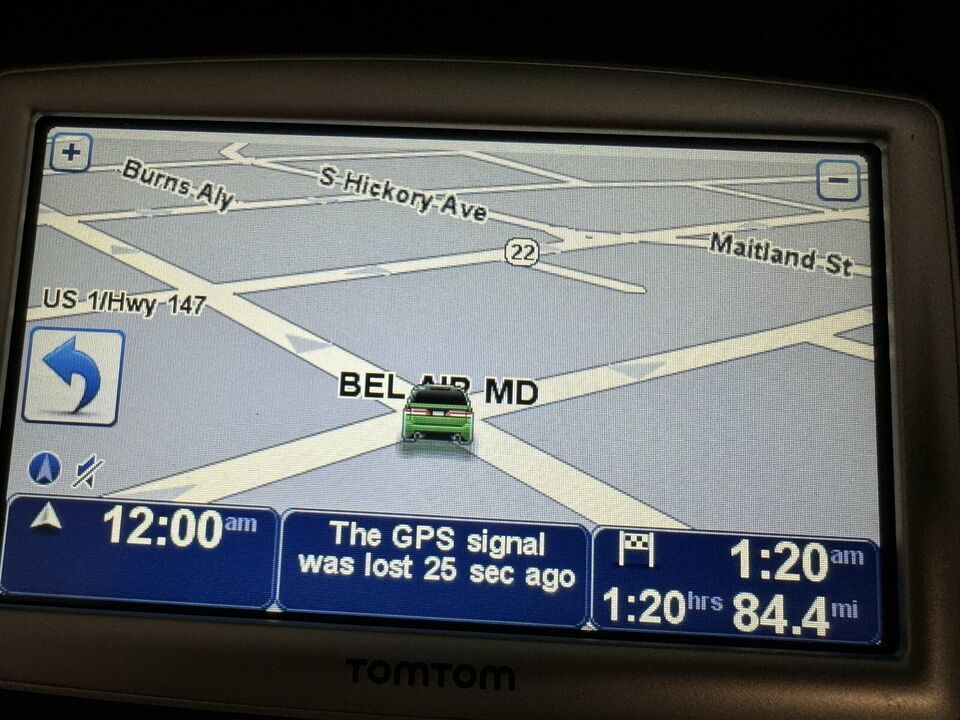 +
−
Burns Aly
S Hickory Ave
22
Maitland St
US 1/Hwy 147
BEL AIR MD
12:00am
The GPS signal
was lost 25 sec ago
1:20am
1:20hrs 84.4mi
TOMTOM